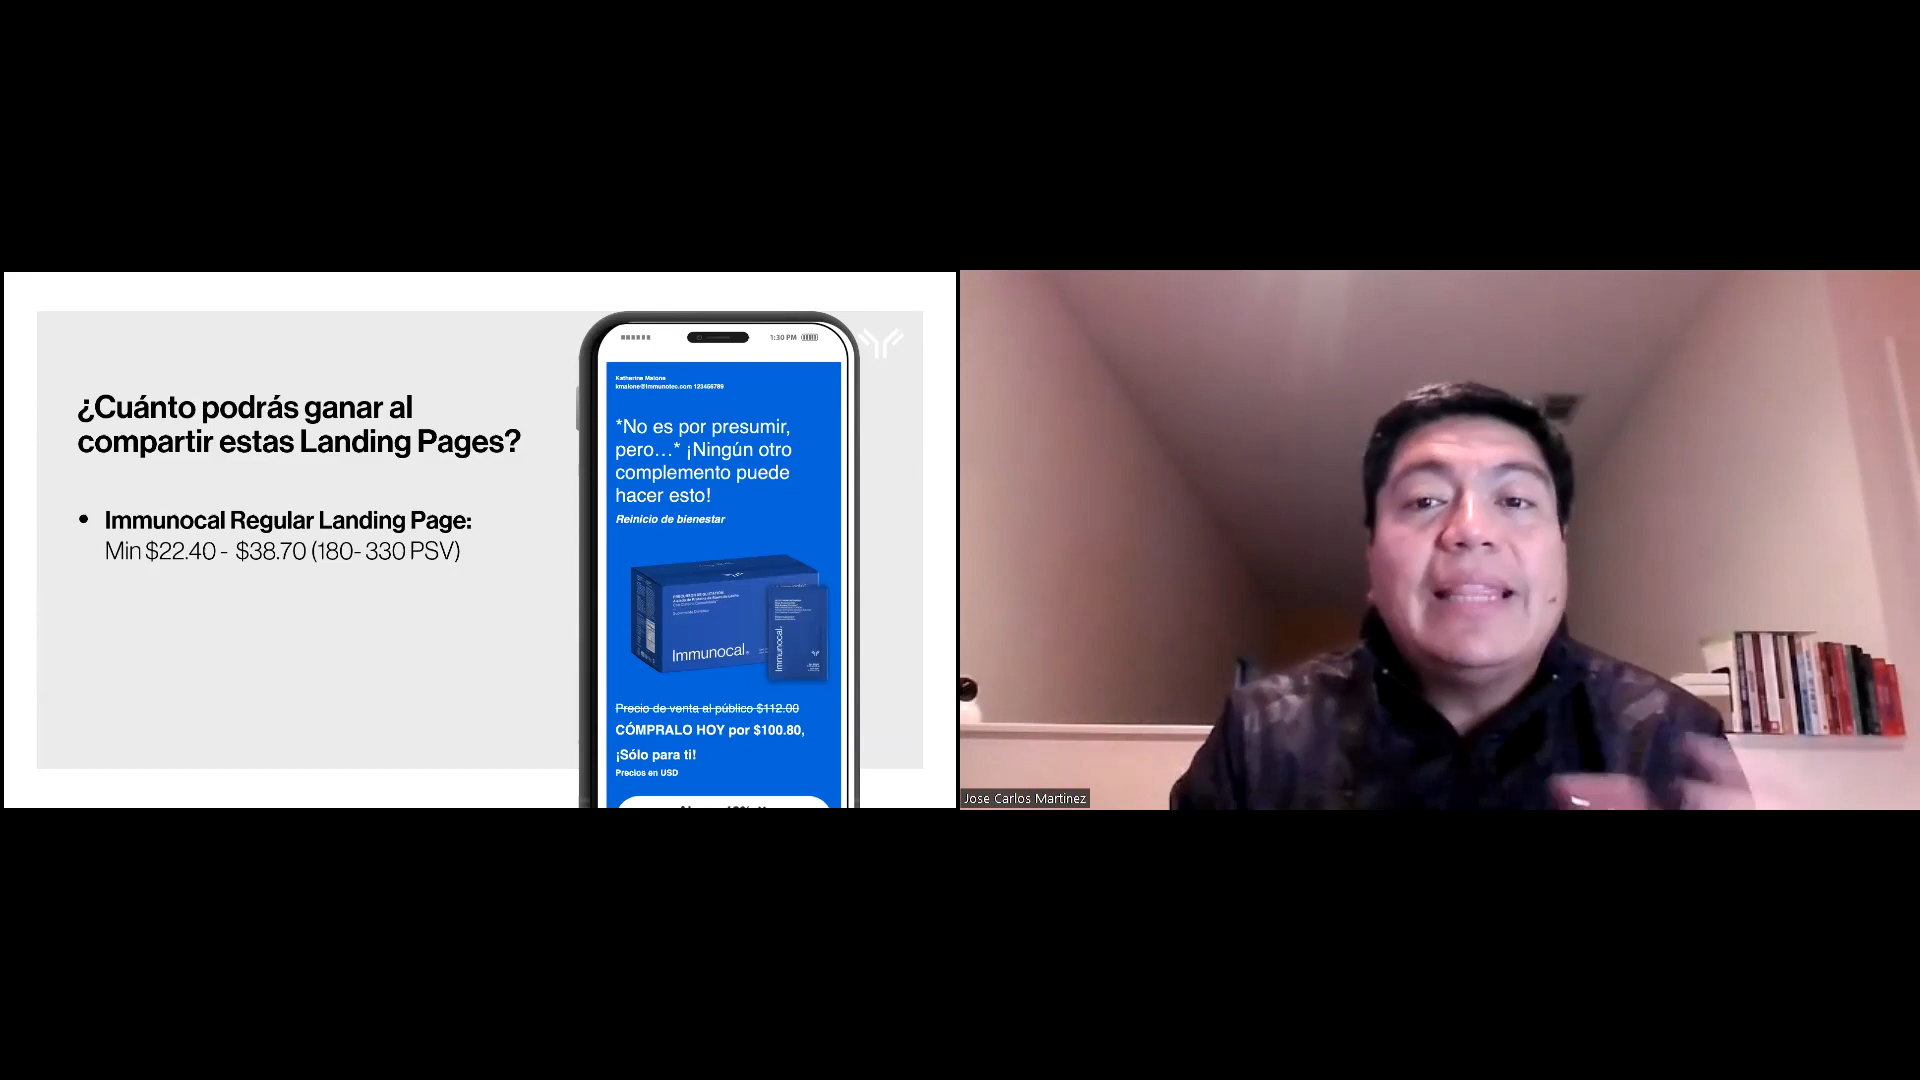 ¿Cuánto podrás ganar al
compartir estas Landing Pages?
• Immunocal Regular Landing Page:
Min $22.40 - $38.70 (180- 330 PSV)
1:30 PM
Katherine Malone
kmalone@immunotec.com 123456789
*No es por presumir,
pero...* ¡Ningún otro
complemento puede
hacer esto!
Reinicio de bienestar
Immunocal
Immunocal
Precio de venta al público $112.00
CÓMPRALO HOY por $100.80,
¡Sólo para ti!
Precios en USD
Jose Carlos Martinez